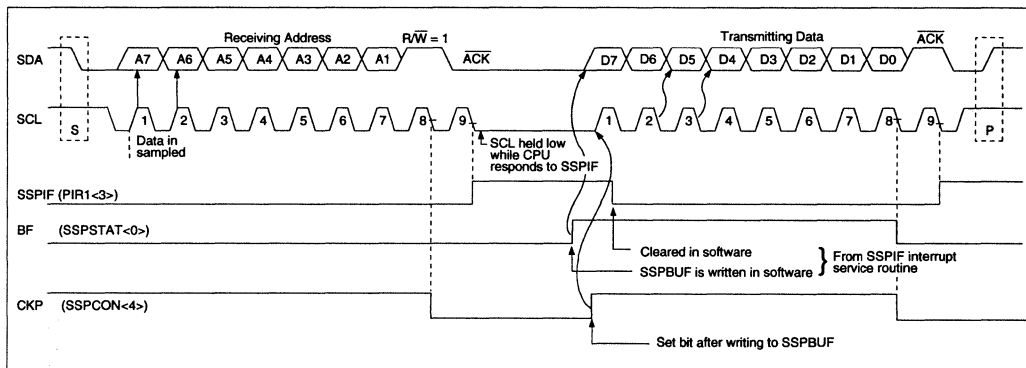 Receiving Address R/W̅ = 1 Transmitting Data A̅C̅K̅
SDA A7 A6 A5 A4 A3 A2 A1 A̅C̅K̅ D7 D6 D5 D4 D3 D2 D1 D0
SCL S 1 2 3 4 5 6 7 8 9 1 2 3 4 5 6 7 8 9 P
Data in
sampled
SCL held low
while CPU
responds to SSPIF
SSPIF (PIR1<3>)
BF (SSPSTAT<0>)
Cleared in software
SSPBUF is written in software
From SSPIF interrupt
service routine
CKP (SSPCON<4>)
Set bit after writing to SSPBUF